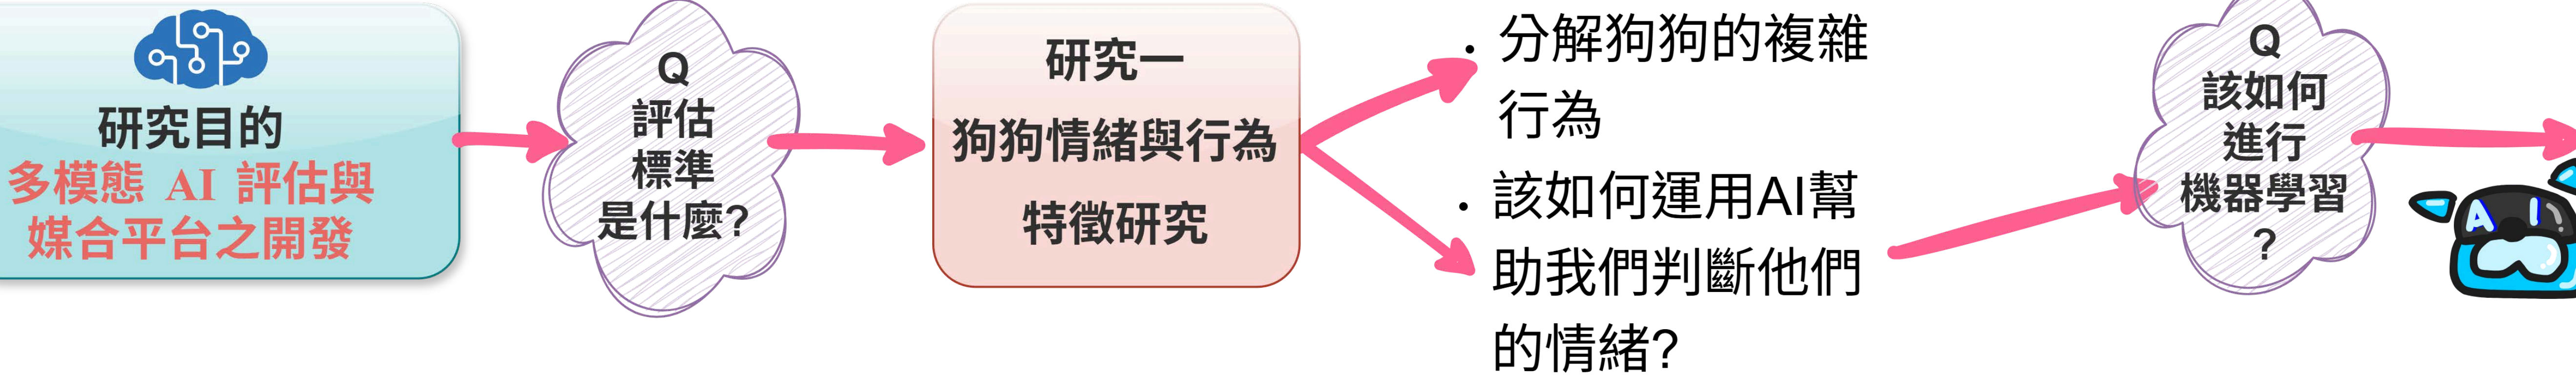 研究目的
多模態 AI 評估與
媒合平台之開發
Q
評估
標準
是什麼?
研究一
狗狗情緒與行為
特徵研究
. 分解狗狗的複雜
行為
. 該如何運用AI幫
助我們判斷他們
的情緒?
Q
該如何
進行
機器學習
?
AI